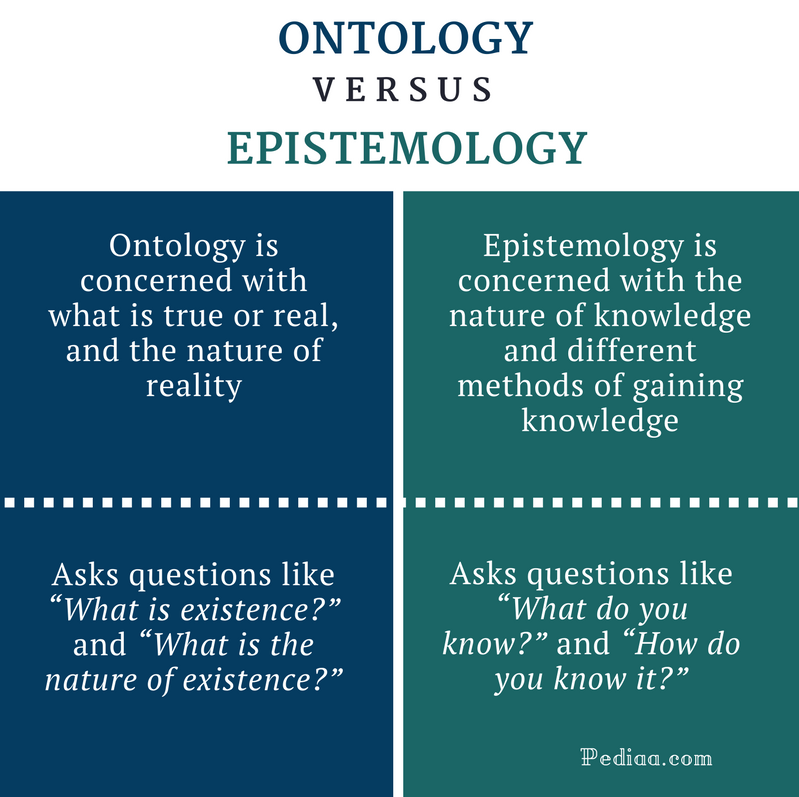 ONTOLOGY
VERSUS
EPISTEMOLOGY
Ontology is
concerned with
what is true or real,
and the nature of
reality
Epistemology is
concerned with the
nature of knowledge
and different
methods of gaining
knowledge
Asks questions like
“What is existence?”
and “What is the
nature of existence?”
Asks questions like
“What do you
know?” and “How do
you know it?”
Pediaa.com